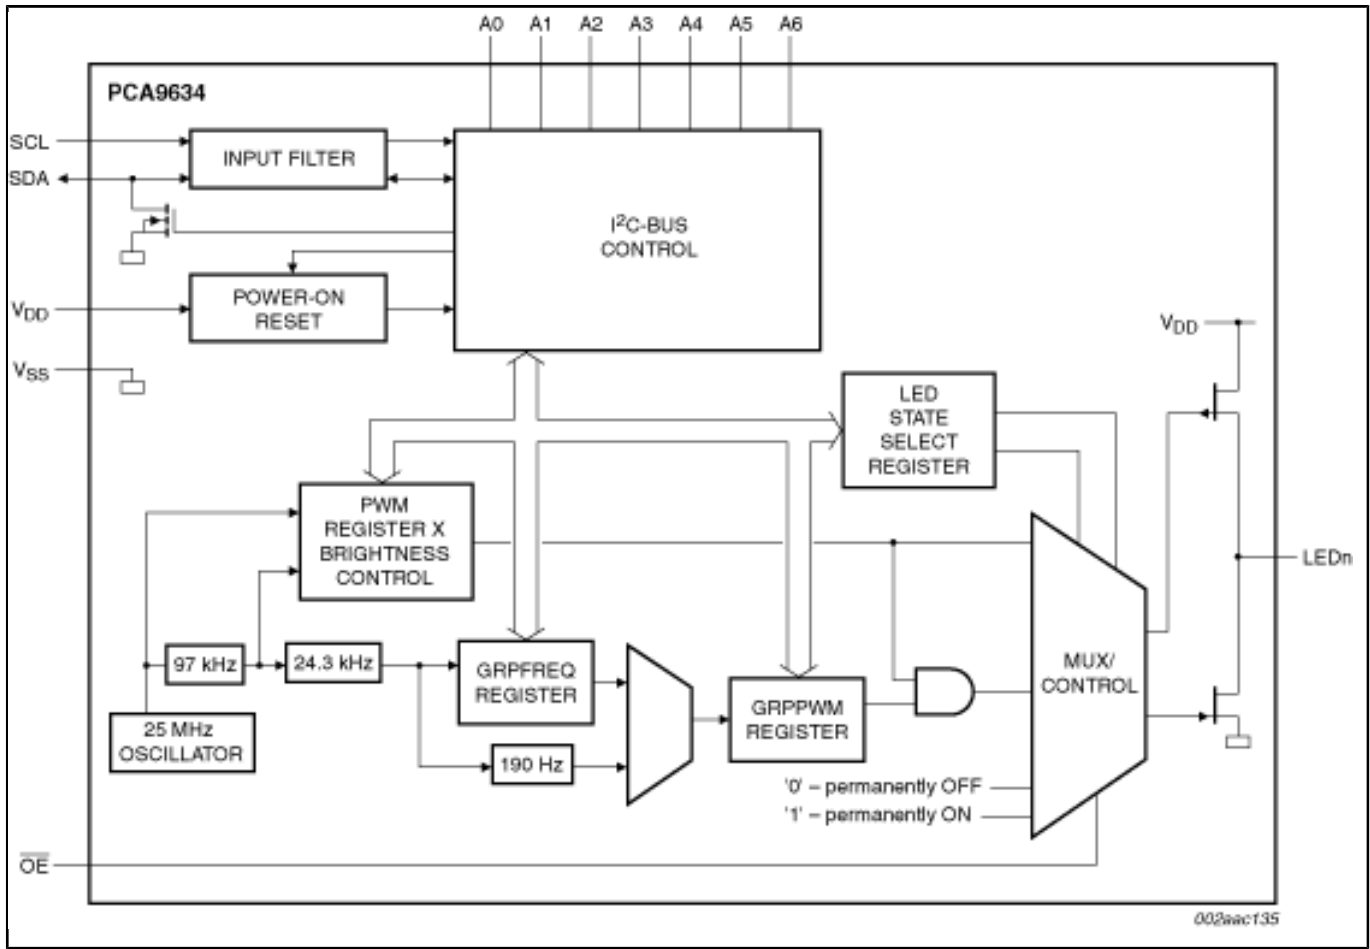 A0 A1 A2 A3 A4 A5 A6
PCA9634
SCL
INPUT FILTER
SDA
I²C-BUS
CONTROL
POWER-ON
RESET
VDD
VSS
VDD
LED
STATE
SELECT
REGISTER
PWM
REGISTER X
BRIGHTNESS
CONTROL
LEDn
97 kHz
24.3 kHz
GRPFREQ
REGISTER
MUX/
CONTROL
GRPPWM
REGISTER
25 MHz
OSCILLATOR
190 Hz
'0' – permanently OFF
'1' – permanently ON
O̅E̅
002aac135